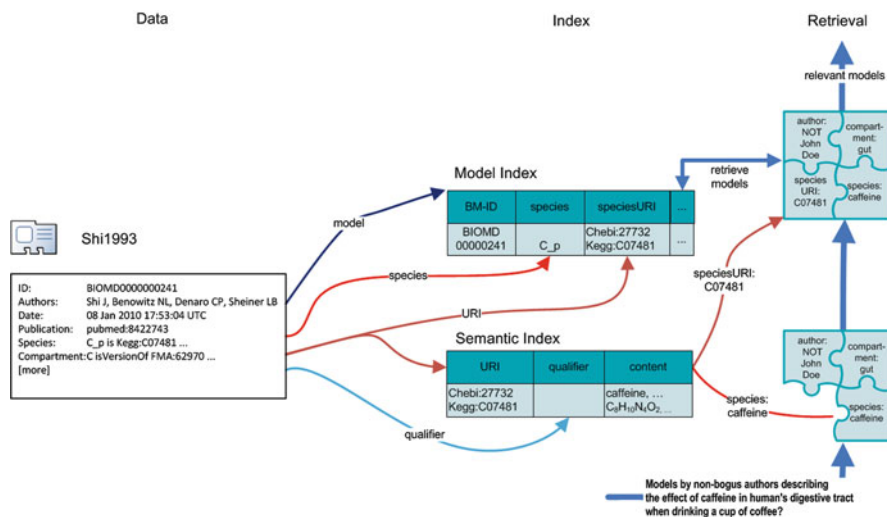 Data
Index
Retrieval
relevant models
author:
NOT
John
Doe
compart-
ment:
gut
species
URI:
C07481
species:
caffeine
retrieve
models
Model Index
BM-ID species speciesURI ...
BIOMD
00000241
C_p
Chebi:27732
Kegg:C07481
...
model
Shi1993
ID: BIOMD0000000241
Authors: Shi J, Benowitz NL, Denaro CP, Sheiner LB
Date: 08 Jan 2010 17:53:04 UTC
Publication: pubmed:8422743
Species: C_p is Kegg:C07481 ...
Compartment:C isVersionOf FMA:62970 ...
[more]
species
URI
speciesURI:
C07481
Semantic Index
URI qualifier content
Chebi:27732
Kegg:C07481
caffeine, ...
C₈H₁₀N₄O₂, ...
qualifier
species:
caffeine
author:
NOT
John
Doe
compart-
ment:
gut
species:
caffeine
Models by non-bogus authors describing
the effect of caffeine in human's digestive tract
when drinking a cup of coffee?